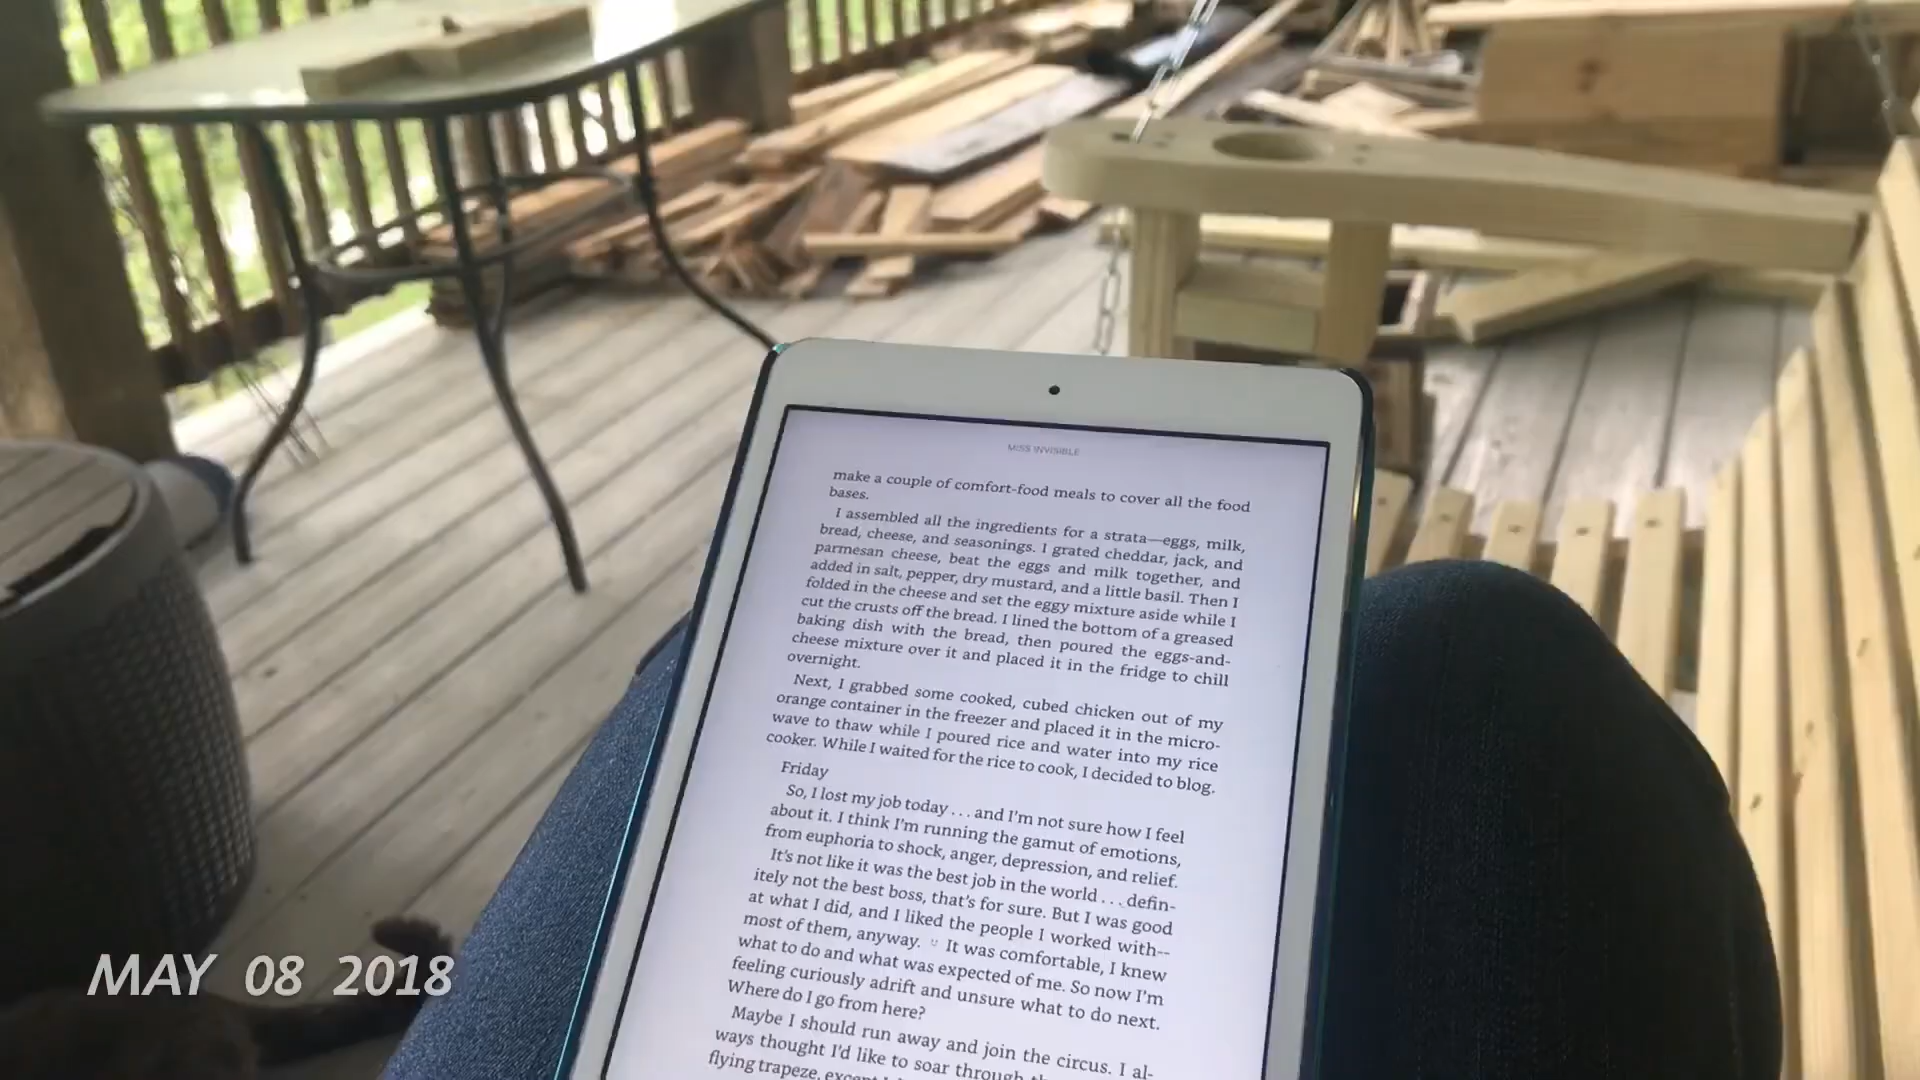 MISS INVISIBLE
make a couple of comfort-food meals to cover all the food
bases.
I assembled all the ingredients for a strata—eggs, milk,
bread, cheese, and seasonings. I grated cheddar, jack, and
parmesan cheese, beat the eggs and milk together, and
added in salt, pepper, dry mustard, and a little basil. Then I
folded in the cheese and set the eggy mixture aside while I
cut the crusts off the bread. I lined the bottom of a greased
baking dish with the bread, then poured the eggs-and-
cheese mixture over it and placed it in the fridge to chill
overnight.
Next, I grabbed some cooked, cubed chicken out of my
orange container in the freezer and placed it in the micro-
wave to thaw while I poured rice and water into my rice
cooker. While I waited for the rice to cook, I decided to blog.
Friday
So, I lost my job today . . . and I'm not sure how I feel
about it. I think I'm running the gamut of emotions,
from euphoria to shock, anger, depression, and relief.
It's not like it was the best job in the world . . . defin-
itely not the best boss, that's for sure. But I was good
at what I did, and I liked the people I worked with--
most of them, anyway. It was comfortable, I knew
what to do and what was expected of me. So now I'm
feeling curiously adrift and unsure what to do next.
Where do I go from here?
Maybe I should run away and join the circus. I al-
ways thought I'd like to soar through
flying trapeze,
MAY 08 2018